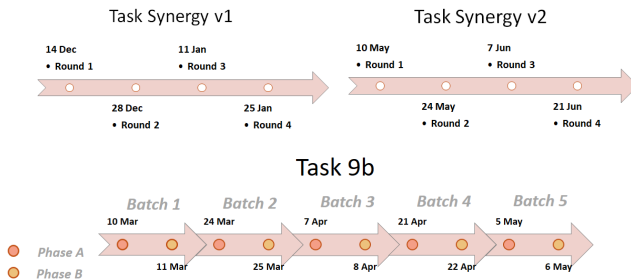 Task Synergy v1
14 Dec
• Round 1
11 Jan
• Round 3
28 Dec
• Round 2
25 Jan
• Round 4
Task Synergy v2
10 May
• Round 1
7 Jun
• Round 3
24 May
• Round 2
21 Jun
• Round 4
Task 9b
Batch 1
Batch 2
Batch 3
Batch 4
Batch 5
10 Mar
24 Mar
7 Apr
21 Apr
5 May
Phase A
Phase B
11 Mar
25 Mar
8 Apr
22 Apr
6 May